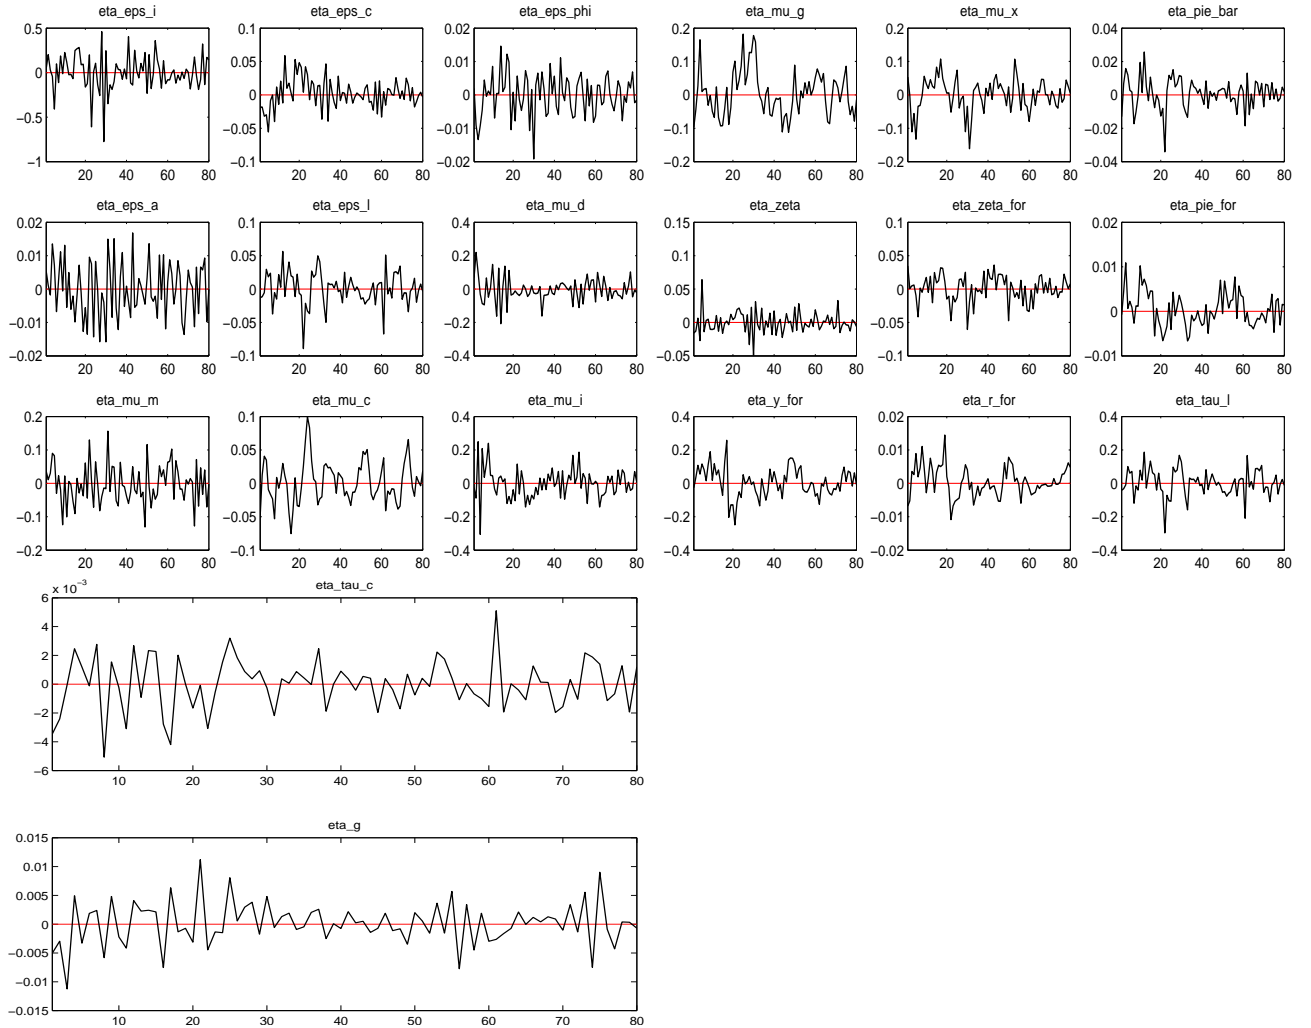 eta_eps_i eta_eps_c eta_eps_phi eta_mu_g eta_mu_x eta_pie_bar
0.5 0.1 0.02 0.2 0.2 0.04
0 0.05 0.01 0.1 0.1 0.02
−0.5 0 0 0 0 0
−0.05 −0.01 −0.1 −0.1 −0.02
−1 −0.1 −0.02 −0.2 −0.2 −0.04
20 40 60 80 20 40 60 80 20 40 60 80 20 40 60 80 20 40 60 80 20 40 60 80
eta_eps_a eta_eps_l eta_mu_d eta_zeta eta_zeta_for eta_pie_for
0.02 0.1 0.4 0.15 0.1 0.02
0.01 0.05 0.2 0.1 0.05 0.01
0 0 0 0.05 0 0
−0.01 −0.05 −0.2 0 −0.05
−0.02 −0.1 −0.4 −0.05 −0.1 −0.01
20 40 60 80 20 40 60 80 20 40 60 80 20 40 60 80 20 40 60 80 20 40 60 80
eta_mu_m eta_mu_c eta_mu_i eta_y_for eta_r_for eta_tau_l
0.2 0.1 0.4 0.4 0.02 0.4
0.1 0.05 0.2 0.2 0.01 0.2
0 0 0 0 0 0
−0.1 −0.05 −0.2 −0.2 −0.01 −0.2
−0.2 −0.1 −0.4 −0.4 −0.02 −0.4
20 40 60 80 20 40 60 80 20 40 60 80 20 40 60 80 20 40 60 80 20 40 60 80
x 10⁻³ eta_tau_c
6
4
2
0
−2
−4
−6
10 20 30 40 50 60 70 80
eta_g
0.015
0.01
0.005
0
−0.005
−0.01
−0.015
10 20 30 40 50 60 70 80